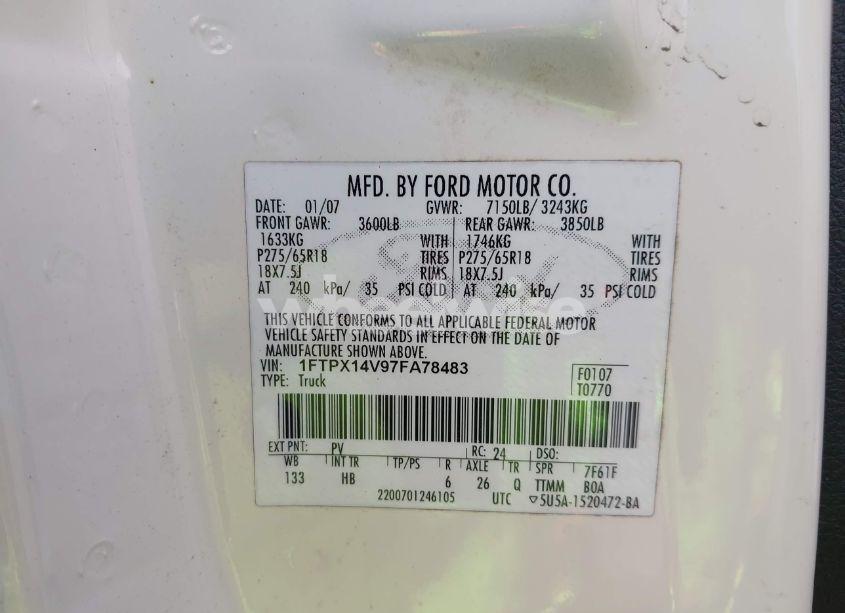 MFD. BY FORD MOTOR CO.
DATE: 01/07 GVWR: 7150LB/ 3243KG
FRONT GAWR: 3600LB REAR GAWR: 3850LB
1633KG WITH 1746KG WITH
P275/65R18 TIRES P275/65R18 TIRES
18X7.5J RIMS 18X7.5J RIMS
AT 240 kPa/ 35 PSI COLD AT 240 kPa/ 35 PSI COLD
wheelwise
THIS VEHICLE CONFORMS TO ALL APPLICABLE FEDERAL MOTOR
VEHICLE SAFETY STANDARDS IN EFFECT ON THE DATE OF
MANUFACTURE SHOWN ABOVE.
VIN: 1FTPX14V97FA78483 F0107
TYPE: Truck T0770
EXT PNT: PV RC: 24 DSO:
WB INT TR TP/PS R AXLE TR SPR 7F61F
133 HB 6 26 Q TTMM BOA
2200701246105 UTC ▽5U5A-1520472-BA